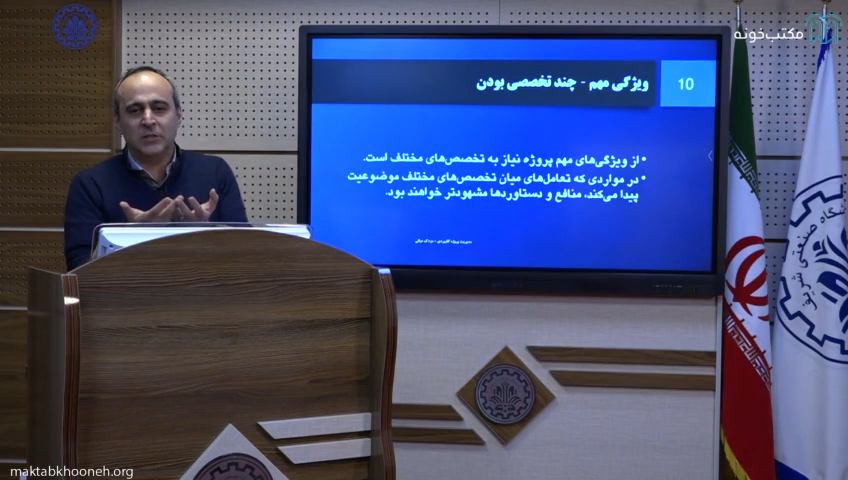 مکتب‌خونه
10
ویژگی مهم - چند تخصصی بودن
• از ویژگی‌های مهم پروژه نیاز به تخصص‌های مختلف است.
• در مواردی که تعامل‌های میان تخصص‌های مختلف موضوعیت
پیدا می‌کند، منافع و دستاوردها مشهودتر خواهند بود.
صنعتی شریف
maktabkhooneh.org